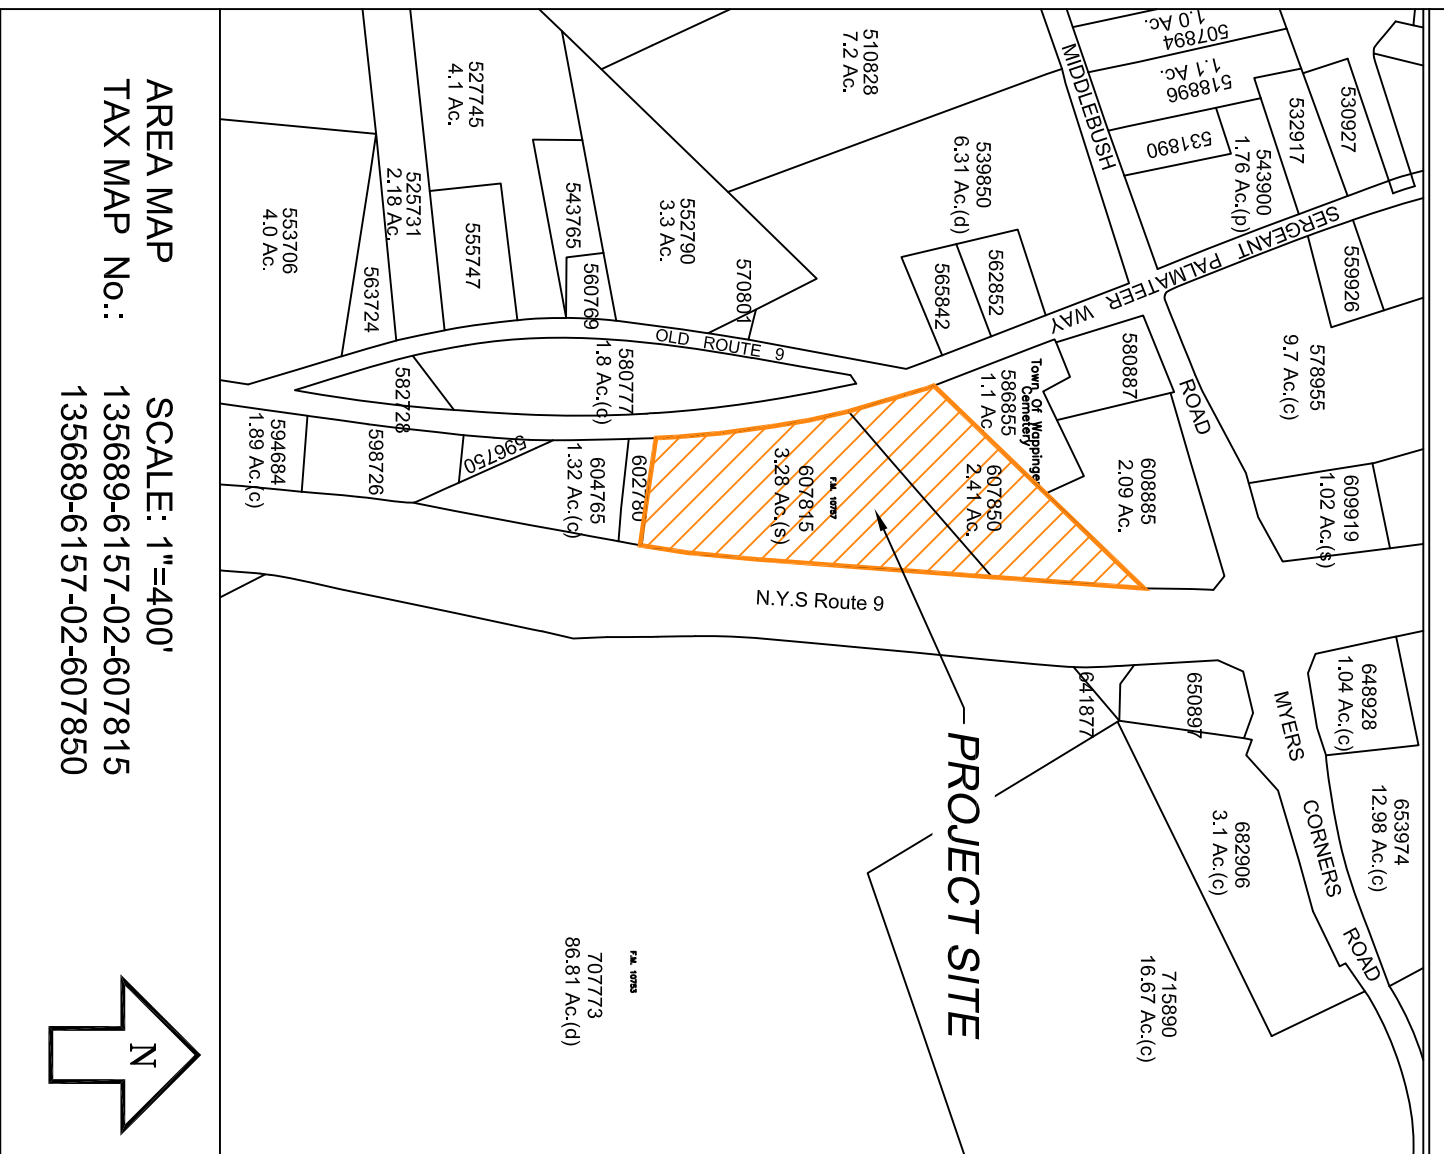 530927
532917
507894
1.0 Ac.
518896
1.1 Ac.
531890
543900
1.76 Ac.(p)
559926
SERGEANT PALMATEER WAY
MIDDLEBUSH
ROAD
510828
7.2 Ac.
539850
6.31 Ac.(d)
562852
565842
578955
9.7 Ac.(c)
580887
Town Of Wappinger
Cemetery
586855
1.1 Ac.
608885
2.09 Ac.
609919
1.02 Ac.(s)
527745
4.1 Ac.
525731
2.18 Ac.
555747
543765
560769
552790
3.3 Ac.
570801
553706
4.0 Ac.
563724
OLD ROUTE 9
580777
1.8 Ac.(c)
582728
594684
1.89 Ac.(c)
598726
596750
604765
1.32 Ac.(c)
602780
F.M. 10757
607815
3.28 Ac.(s)
607850
2.41 Ac.
N.Y.S Route 9
PROJECT SITE
641877
650897
648928
1.04 Ac.(c)
MYERS CORNERS ROAD
653974
12.98 Ac.(c)
682906
3.1 Ac.(c)
715890
16.67 Ac.(c)
F.M. 10753
707773
86.81 Ac.(d)
AREA MAP SCALE: 1"=400'
TAX MAP No.: 135689-6157-02-607815
135689-6157-02-607850
N